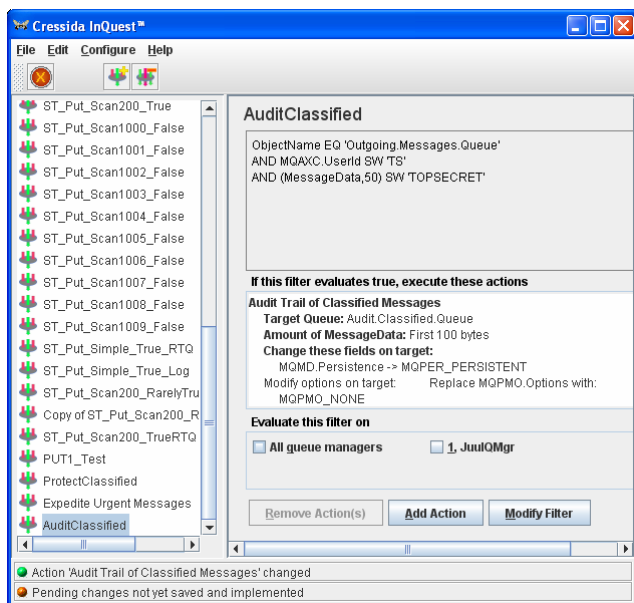 Cressida InQuest™
File Edit Configure Help
ST_Put_Scan200_True
ST_Put_Scan1000_False
ST_Put_Scan1001_False
ST_Put_Scan1002_False
ST_Put_Scan1003_False
ST_Put_Scan1004_False
ST_Put_Scan1005_False
ST_Put_Scan1006_False
ST_Put_Scan1007_False
ST_Put_Scan1008_False
ST_Put_Scan1009_False
ST_Put_Simple_True_RTQ
ST_Put_Simple_True_Log
ST_Put_Scan200_RarelyTru
Copy of ST_Put_Scan200_R
ST_Put_Scan200_TrueRTQ
PUT1_Test
ProtectClassified
Expedite Urgent Messages
AuditClassified
AuditClassified
ObjectName EQ 'Outgoing.Messages.Queue'
AND MQAXC.UserId SW 'TS'
AND (MessageData,50) SW 'TOPSECRET'
If this filter evaluates true, execute these actions
Audit Trail of Classified Messages
Target Queue: Audit.Classified.Queue
Amount of MessageData: First 100 bytes
Change these fields on target:
MQMD.Persistence -> MQPER_PERSISTENT
Modify options on target: Replace MQPMO.Options with:
MQPMO_NONE
Evaluate this filter on
All queue managers 1, JuulQMgr
Remove Action(s) Add Action Modify Filter
Action 'Audit Trail of Classified Messages' changed
Pending changes not yet saved and implemented